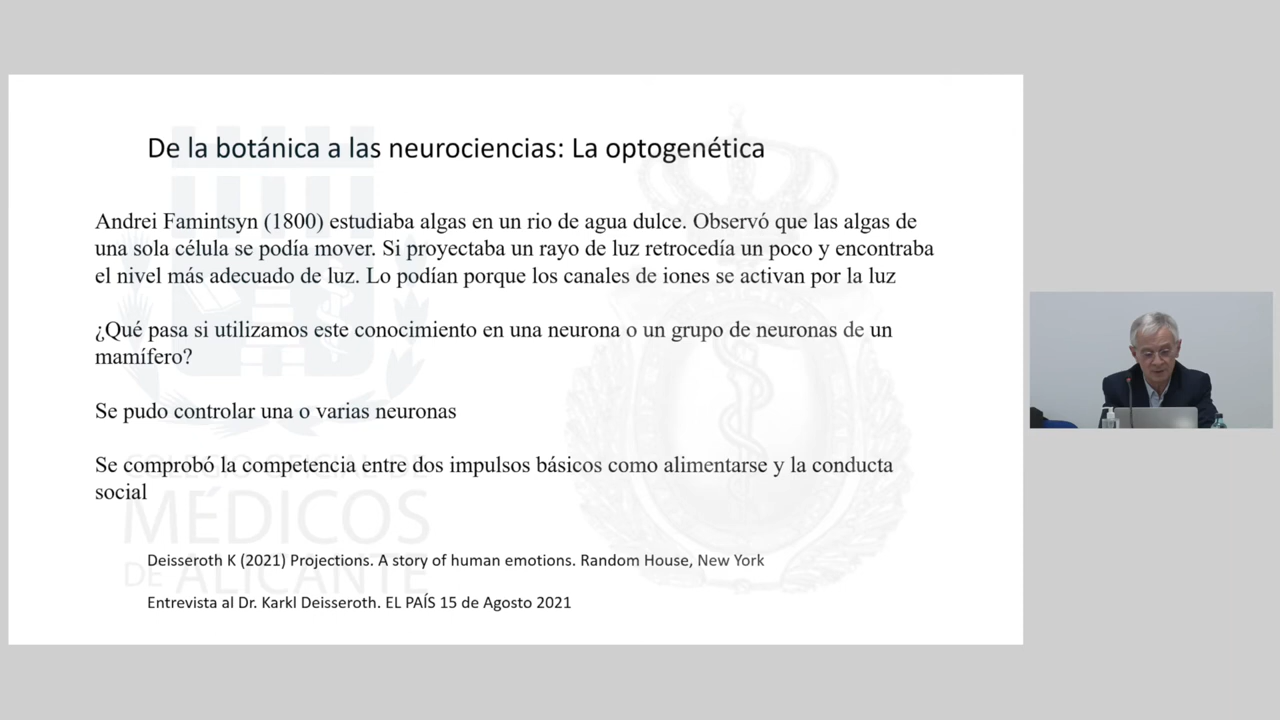 De la botánica a las neurociencias: La optogenética
Andrei Famintsyn (1800) estudiaba algas en un rio de agua dulce. Observó que las algas de
una sola célula se podía mover. Si proyectaba un rayo de luz retrocedía un poco y encontraba
el nivel más adecuado de luz. Lo podían porque los canales de iones se activan por la luz
¿Qué pasa si utilizamos este conocimiento en una neurona o un grupo de neuronas de un
mamífero?
Se pudo controlar una o varias neuronas
Se comprobó la competencia entre dos impulsos básicos como alimentarse y la conducta
social
COLEGIO OFICIAL DE
MÉDICOS
DE ALICANTE
Deisseroth K (2021) Projections. A story of human emotions. Random House, New York
Entrevista al Dr. Karkl Deisseroth. EL PAÍS 15 de Agosto 2021